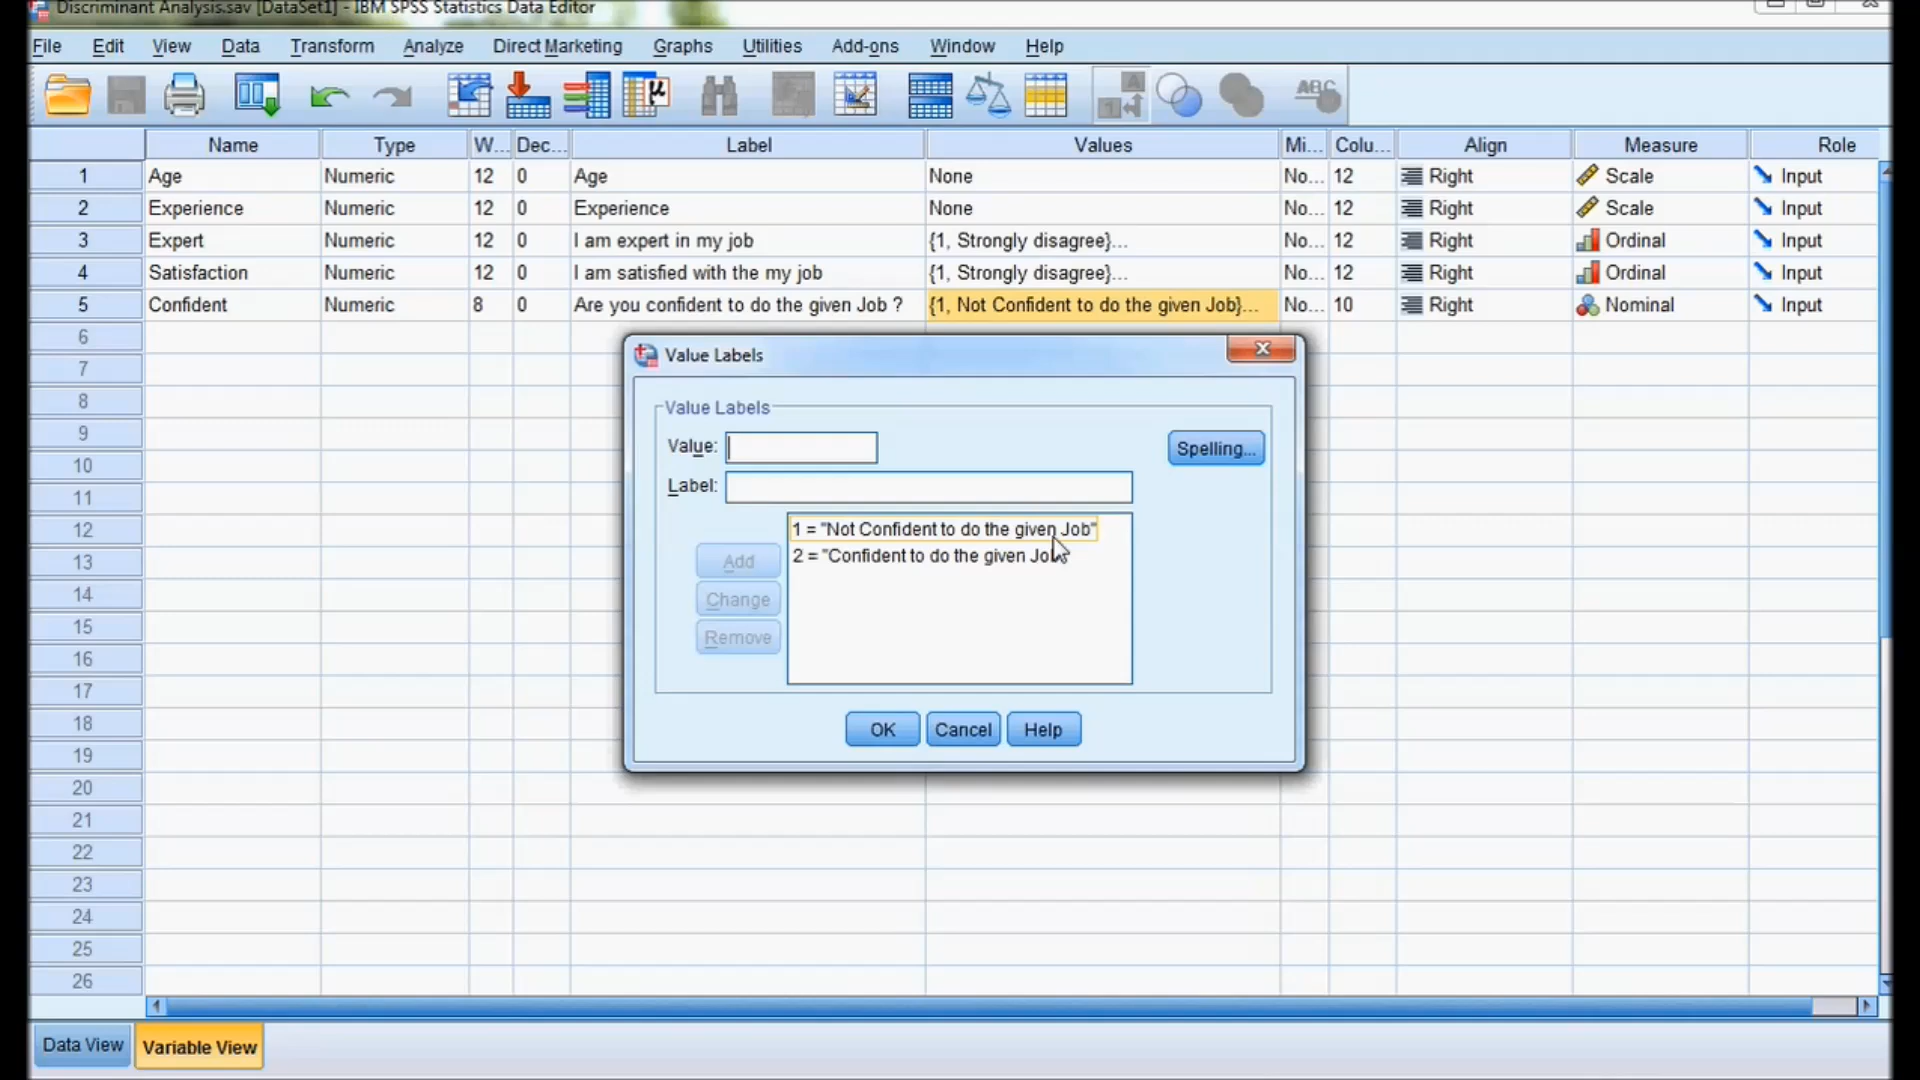 Discriminant Analysis.sav [DataSet1] - IBM SPSS Statistics Data Editor
File Edit View Data Transform Analyze Direct Marketing Graphs Utilities Add-ons Window Help
Name Type W... Dec... Label Values Mi... Colu... Align Measure Role
1 Age Numeric 12 0 Age None No... 12 Right Scale Input
2 Experience Numeric 12 0 Experience None No... 12 Right Scale Input
3 Expert Numeric 12 0 I am expert in my job {1, Strongly disagree}... No... 12 Right Ordinal Input
4 Satisfaction Numeric 12 0 I am satisfied with the my job {1, Strongly disagree}... No... 12 Right Ordinal Input
5 Confident Numeric 8 0 Are you confident to do the given Job ? {1, Not Confident to do the given Job}... No... 10 Right Nominal Input
6
7
8
9
10
11
12
13
14
15
16
17
18
19
20
21
22
23
24
25
26
Value Labels
Value Labels
Value:
Spelling...
Label:
1 = "Not Confident to do the given Job"
2 = "Confident to do the given
Add
Change
Remove
OK Cancel Help
Data View Variable View